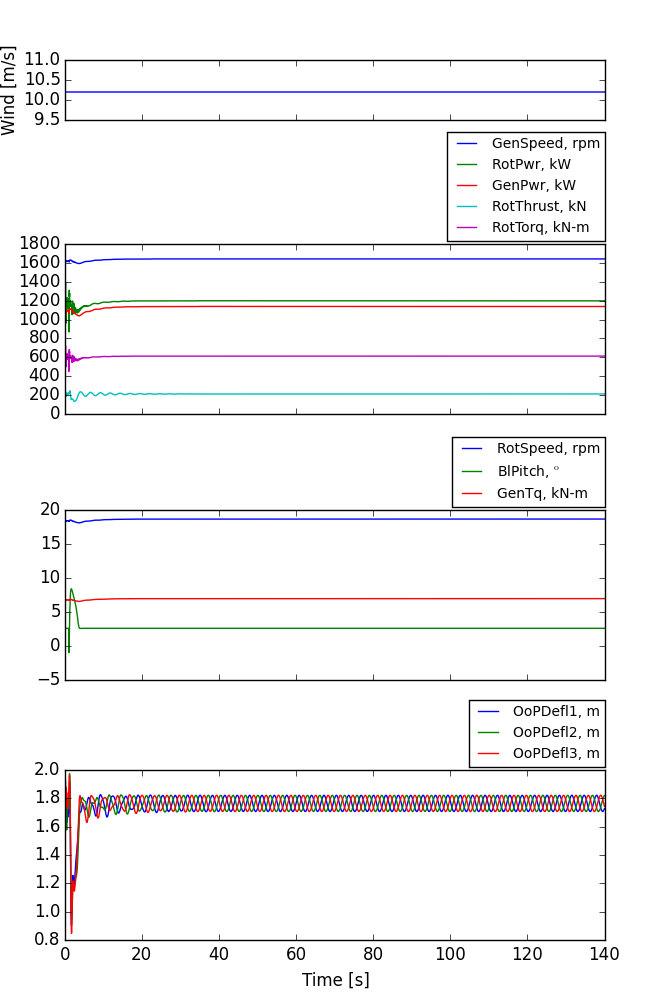 Wind [m/s]
11.0
10.5
10.0
9.5
GenSpeed, rpm
RotPwr, kW
GenPwr, kW
RotThrust, kN
RotTorq, kN-m
1800
1600
1400
1200
1000
800
600
400
200
0
RotSpeed, rpm
BlPitch, °
GenTq, kN-m
20
15
10
5
0
−5
OoPDefl1, m
OoPDefl2, m
OoPDefl3, m
2.0
1.8
1.6
1.4
1.2
1.0
0.8
0 20 40 60 80 100 120 140
Time [s]